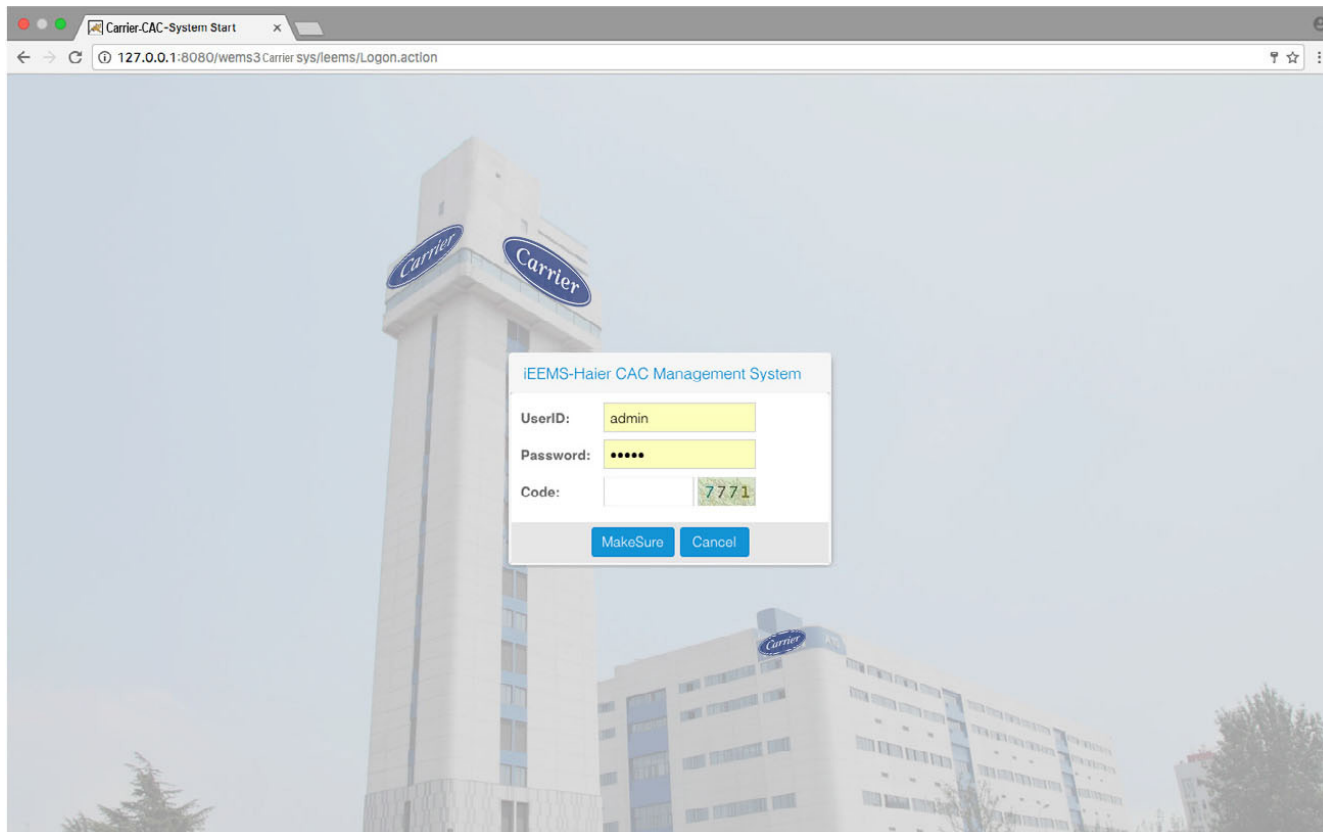 Carrier-CAC-System Start
127.0.0.1:8080/wems3 Carrier sys/ieems/Logon.action
Carrier
Carrier
iEEMS-Haier CAC Management System
UserID: admin
Password: •••••
Code: 7771
MakeSure Cancel
Carrier